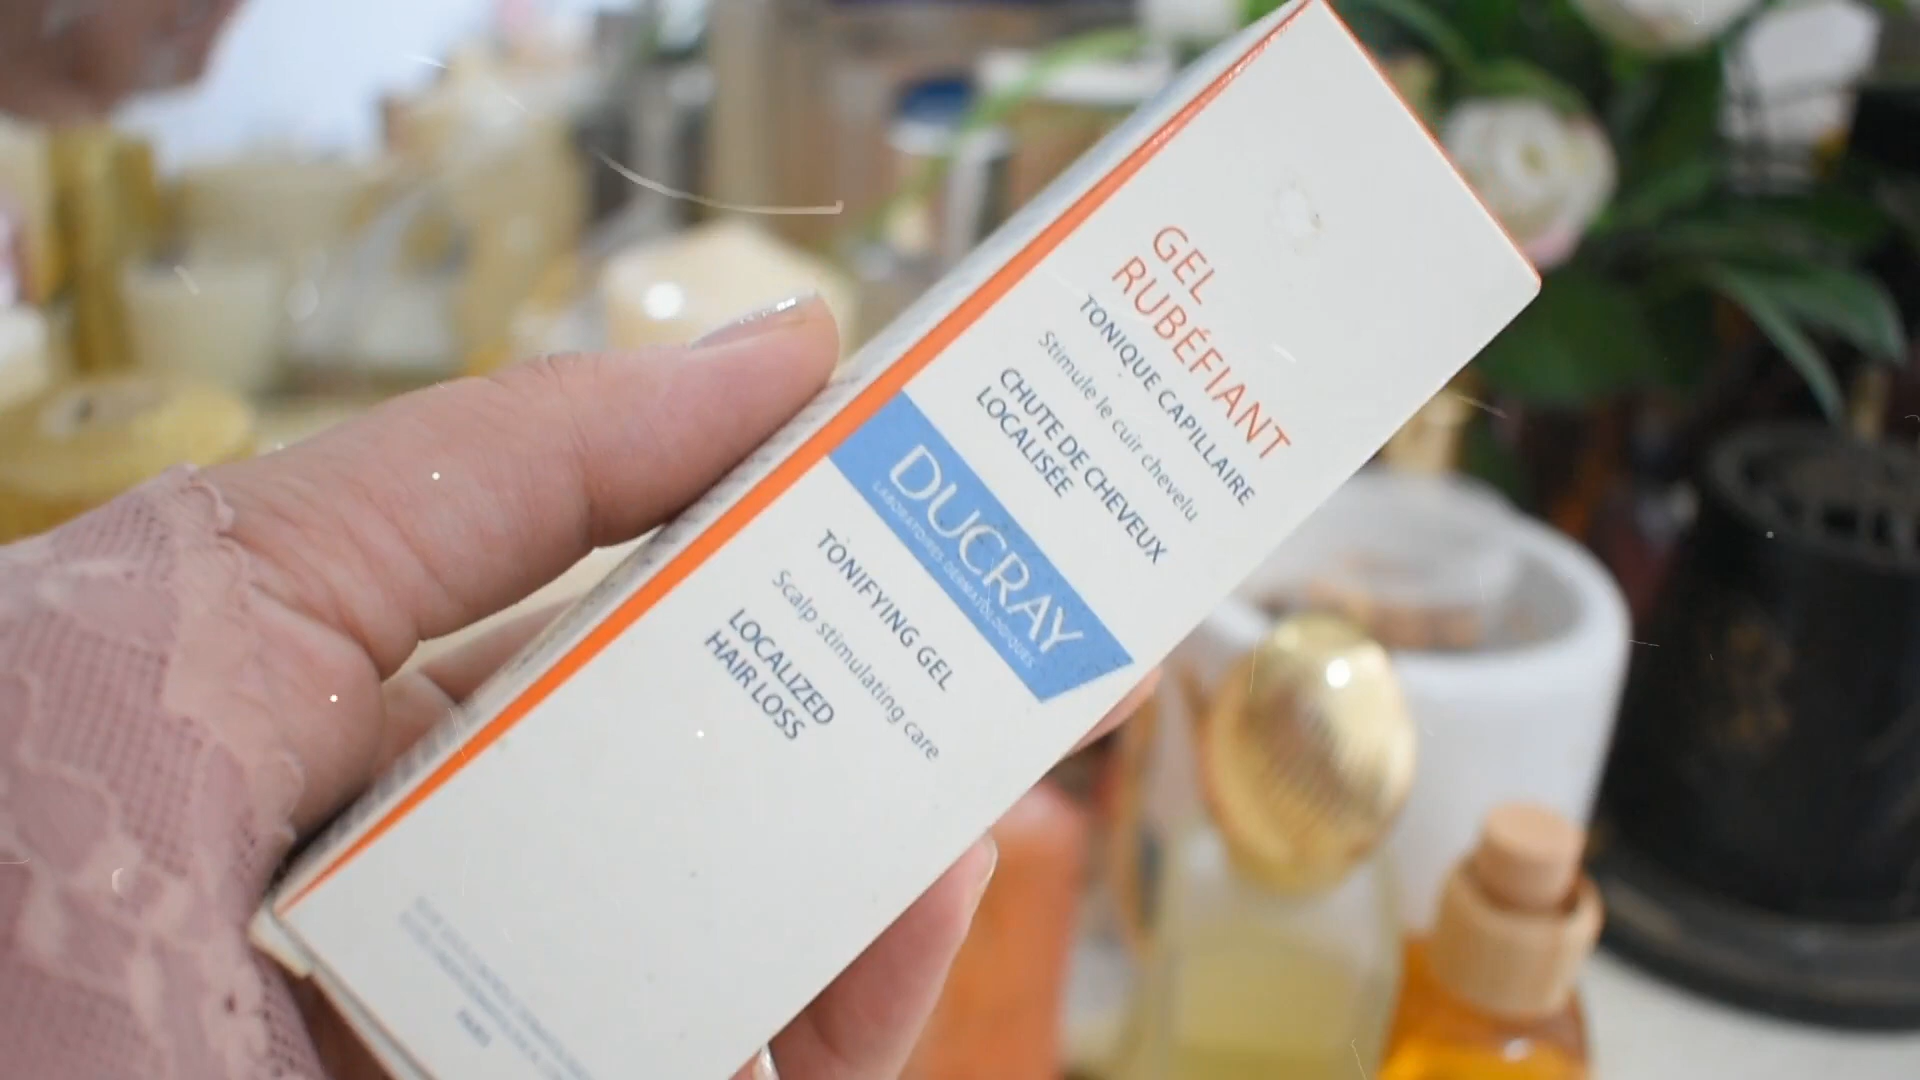 GEL
RUBÉFIANT
TONIQUE CAPILLAIRE
Stimule le cuir chevelu
CHUTE DE CHEVEUX
LOCALISÉE
DUCRAY
LABORATOIRES DERMATOLOGIQUES
TONIFYING GEL
Scalp stimulating care
LOCALIZED
HAIR LOSS
PARIS